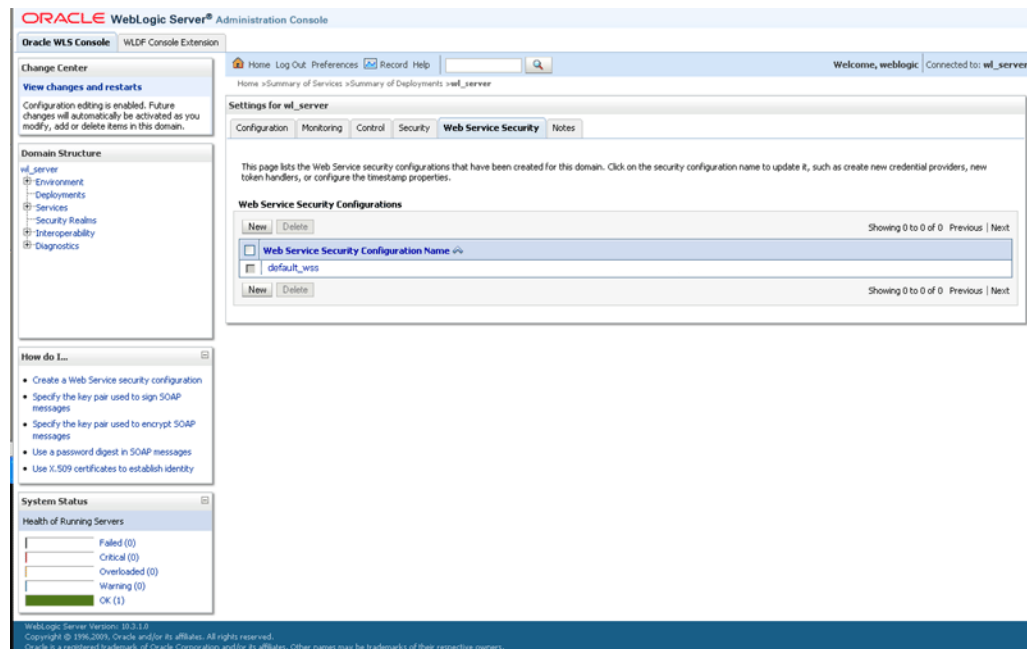 ORACLE WebLogic Server® Administration Console
Oracle WLS Console WLDF Console Extension
Change Center
View changes and restarts
Configuration editing is enabled. Future
changes will automatically be activated as you
modify, add or delete items in this domain.
Domain Structure
wl_server
Environment
Deployments
Services
Security Realms
Interoperability
Diagnostics
How do I...
Create a Web Service security configuration
Specify the key pair used to sign SOAP
messages
Specify the key pair used to encrypt SOAP
messages
Use a password digest in SOAP messages
Use X.509 certificates to establish identity
System Status
Health of Running Servers
Failed (0)
Critical (0)
Overloaded (0)
Warning (0)
OK (1)
Home Log Out Preferences Record Help
Welcome, weblogic Connected to: wl_server
Home >Summary of Services >Summary of Deployments >wl_server
Settings for wl_server
Configuration Monitoring Control Security Web Service Security Notes
This page lists the Web Service security configurations that have been created for this domain. Click on the security configuration name to update it, such as create new credential providers, new
token handlers, or configure the timestamp properties.
Web Service Security Configurations
New Delete Showing 0 to 0 of 0 Previous | Next
Web Service Security Configuration Name
default_wss
New Delete Showing 0 to 0 of 0 Previous | Next
WebLogic Server Version: 10.3.1.0
Copyright © 1996,2009, Oracle and/or its affiliates. All rights reserved.
Oracle is a registered trademark of Oracle Corporation and/or its affiliates. Other names may be trademarks of their respective owners.